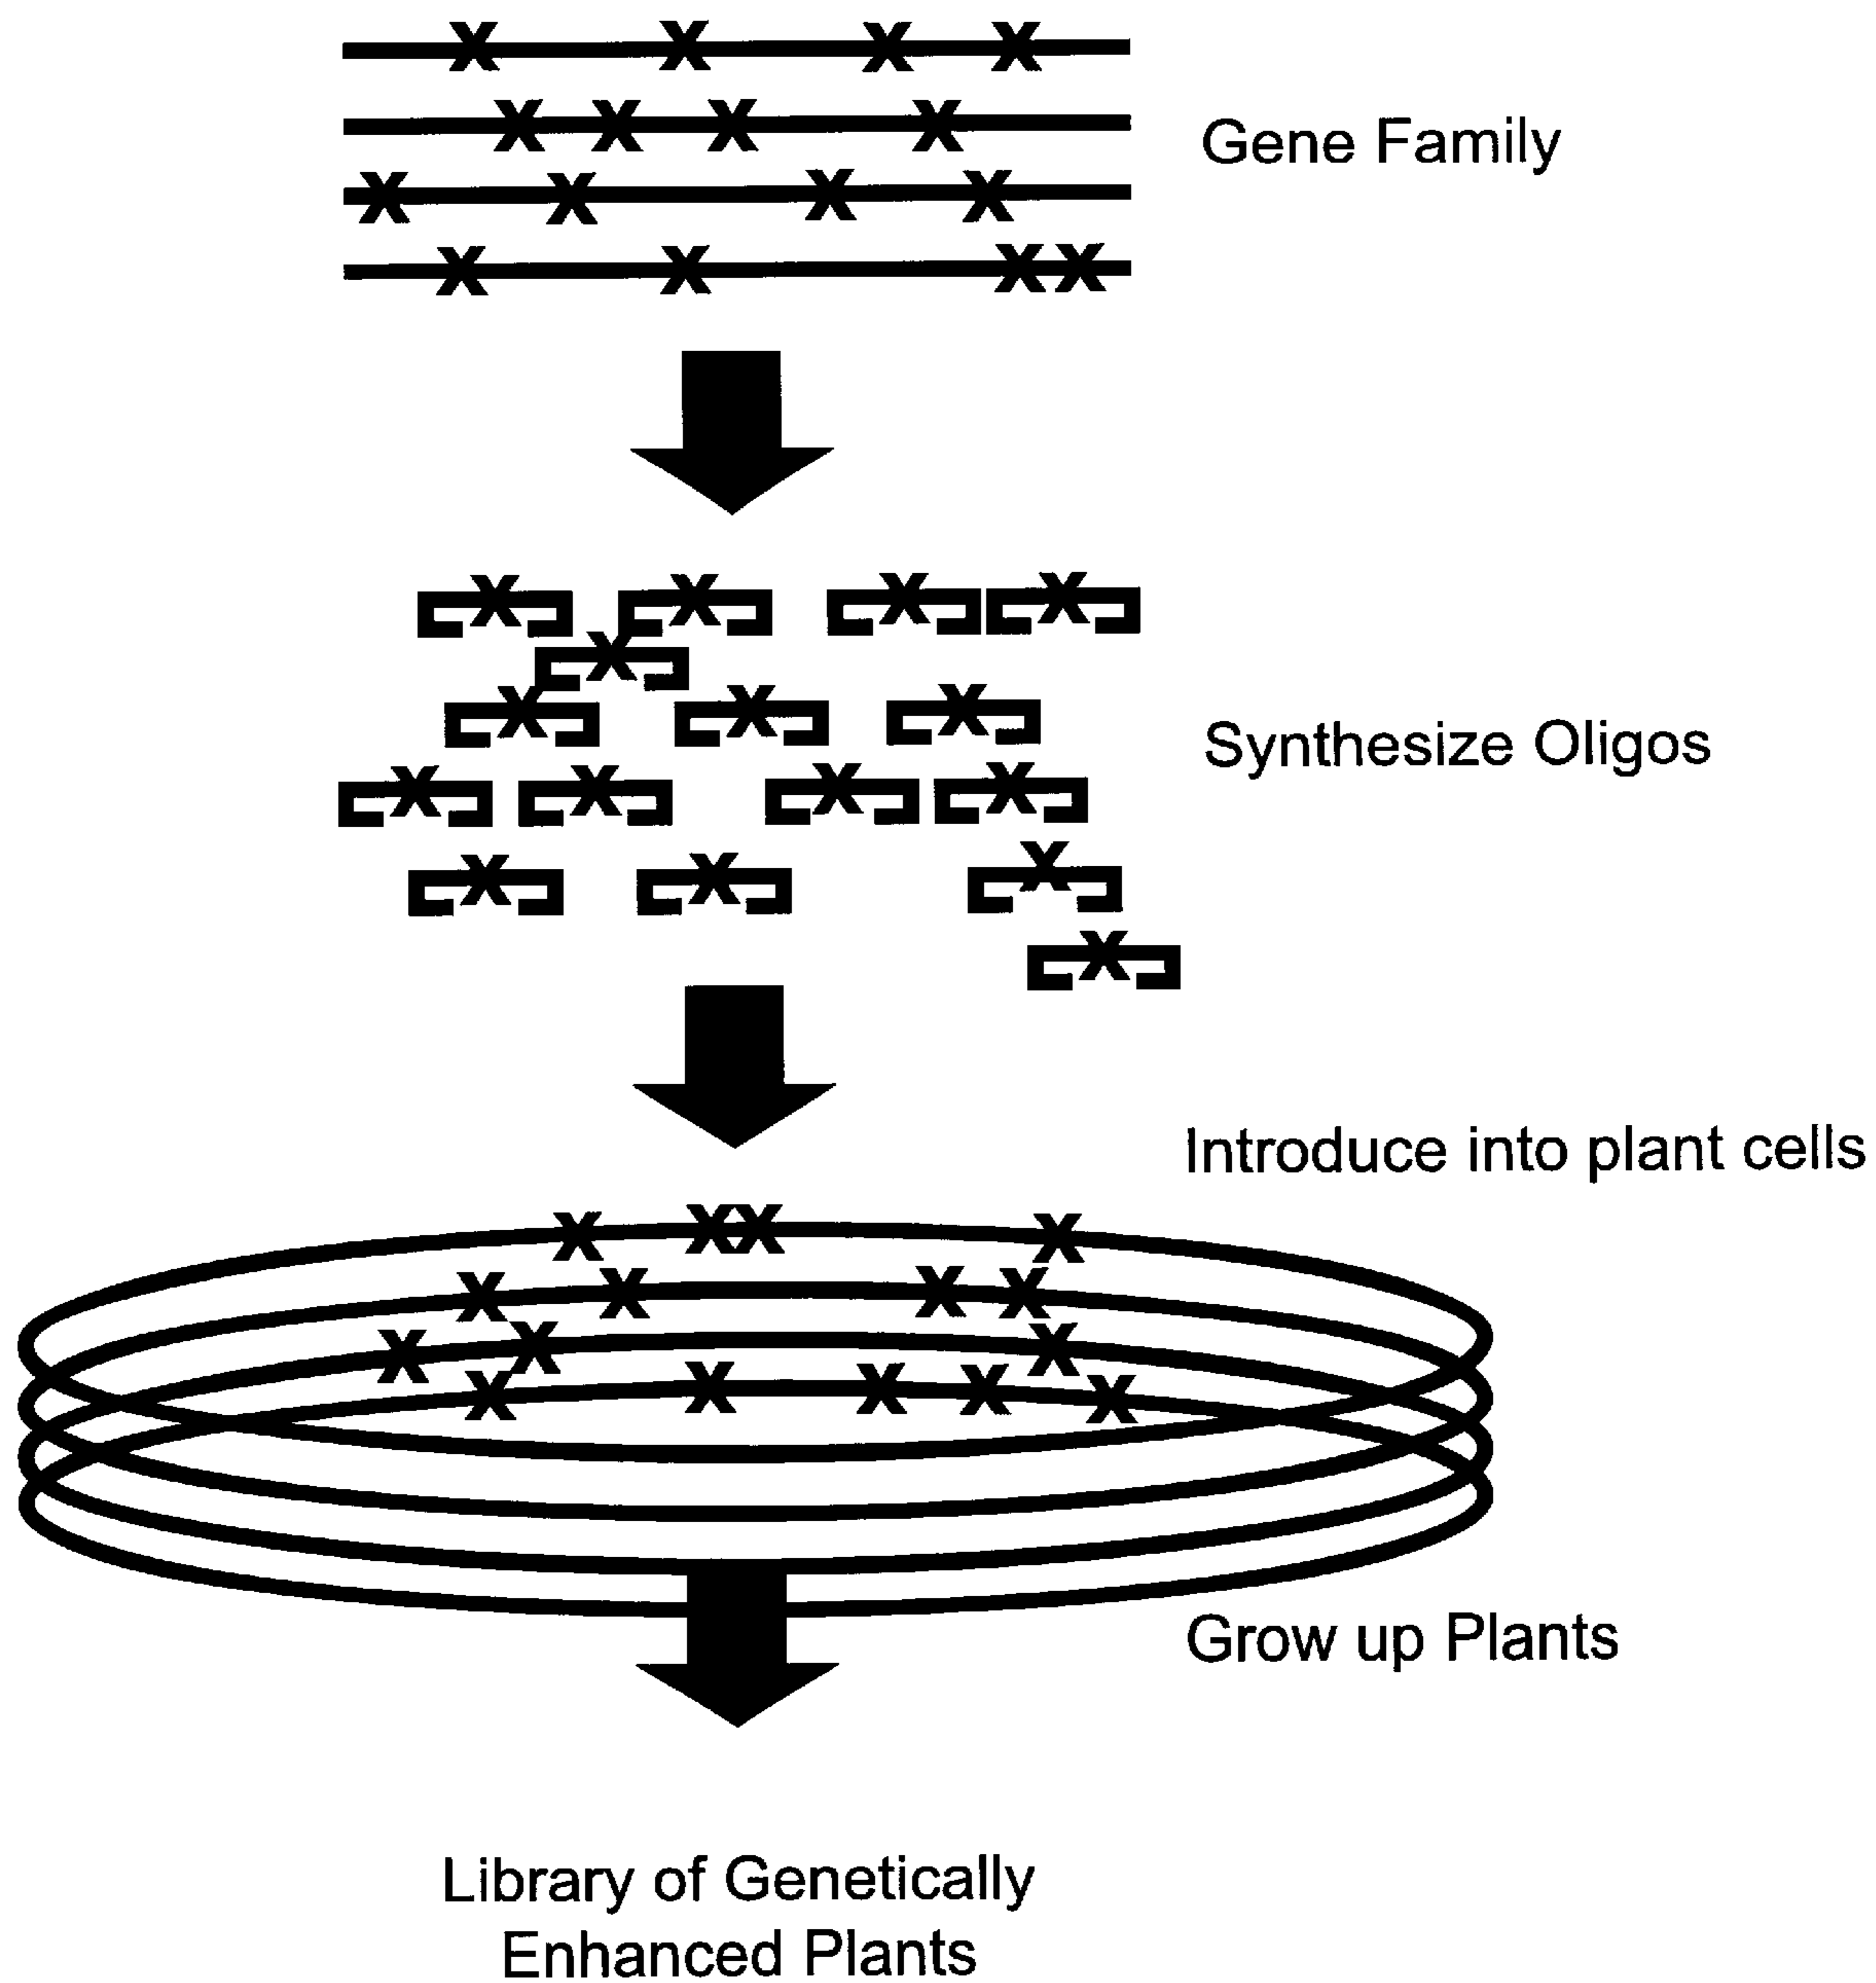 Gene Family
Synthesize Oligos
Introduce into plant cells
Grow up Plants
Library of Genetically
Enhanced Plants